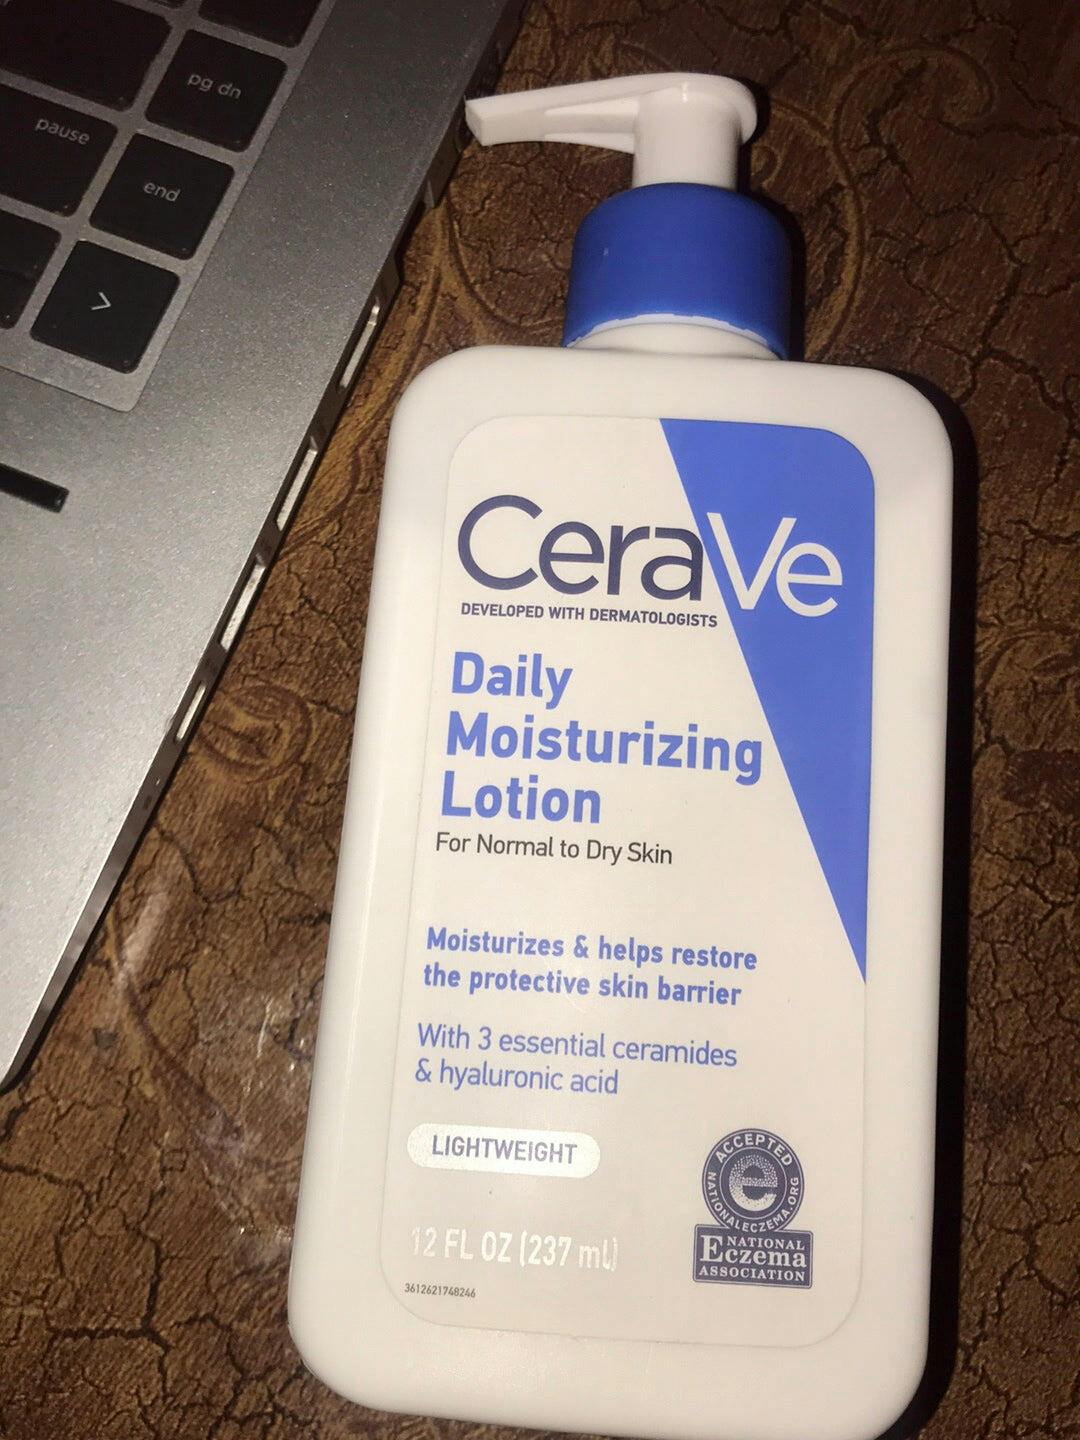 pg dn
pause
end
>
CeraVe
DEVELOPED WITH DERMATOLOGISTS
Daily
Moisturizing
Lotion
For Normal to Dry Skin
Moisturizes & helps restore
the protective skin barrier
With 3 essential ceramides
& hyaluronic acid
LIGHTWEIGHT
12 FL OZ (237 mL)
3612621748246
ACCEPTED
e
NATIONALECZEMA.ORG
NATIONAL
Eczema
ASSOCIATION